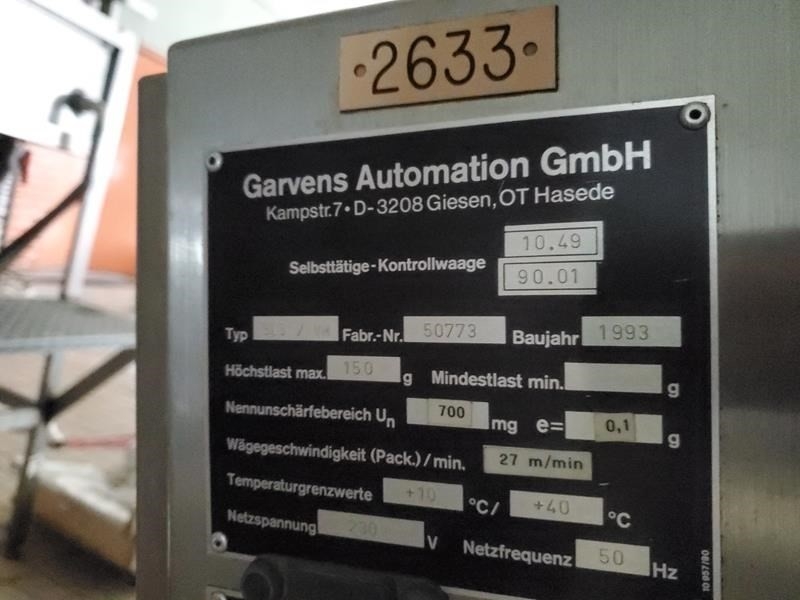 2633
Garvens Automation GmbH
Kampstr.7 • D-3208 Giesen, OT Hasede
Selbsttätige-Kontrollwaage 10.49
90.01
Typ Fabr.-Nr. 50773 Baujahr 1993
Höchstlast max. 150 g Mindestlast min. g
Nennunschärfebereich Un 700 mg e= 0,1 g
Wägegeschwindigkeit (Pack.)/min. 27 m/min
Temperaturgrenzwerte +10 °C/ +40 °C
Netzspannung 230 V Netzfrequenz 50 Hz